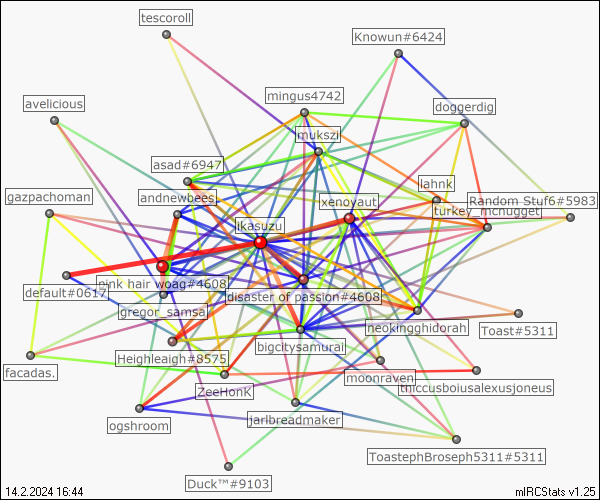 tescoroll
Knowun#6424
mingus4742
avelicious
doggerdig
mukszi
asad#6947
lahnk
gazpachoman
andnewbees
xenoyaut
Random Stuf6#5983
turkey_mcnugget
ikasuzu
pink hair woag#4608
default#0617
disaster of passion#4608
gregor_samsa
neokingghidorah
Toast#5311
bigcitysamurai
Heighleaigh#8575
facadas.
moonraven
thiccusboiusalexusjoneus
ZeeHonK
ogshroom
jarlbreadmaker
ToastephBroseph5311#5311
Duck™#9103
14.2.2024 16:44
mIRCStats v1.25